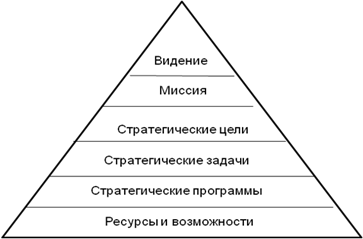 Видение
Миссия
Стратегические цели
Стратегические задачи
Стратегические программы
Ресурсы и возможности